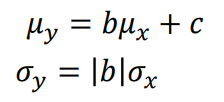 μ_y = bμ_x + c
σ_y = |b|σ_x